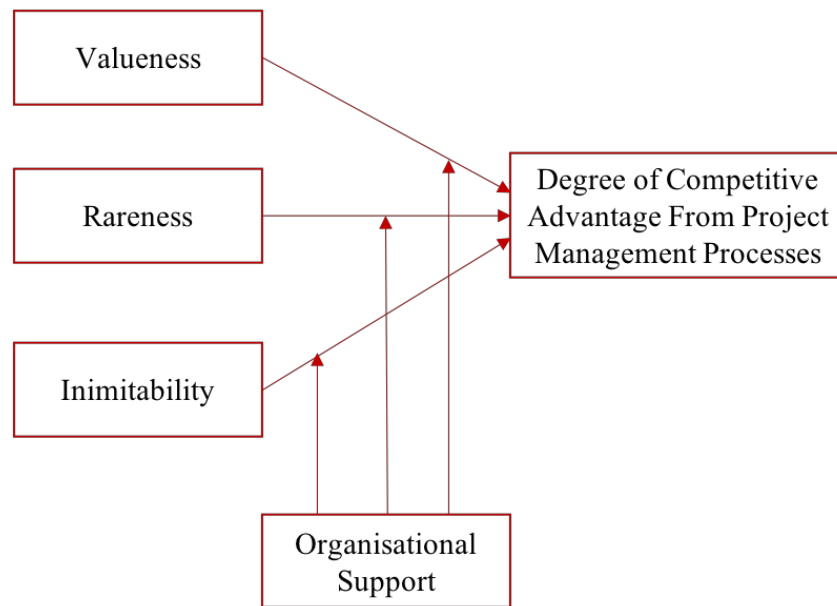 Valueness
Rareness
Inimitability
Degree of Competitive
Advantage From Project
Management Processes
Organisational
Support